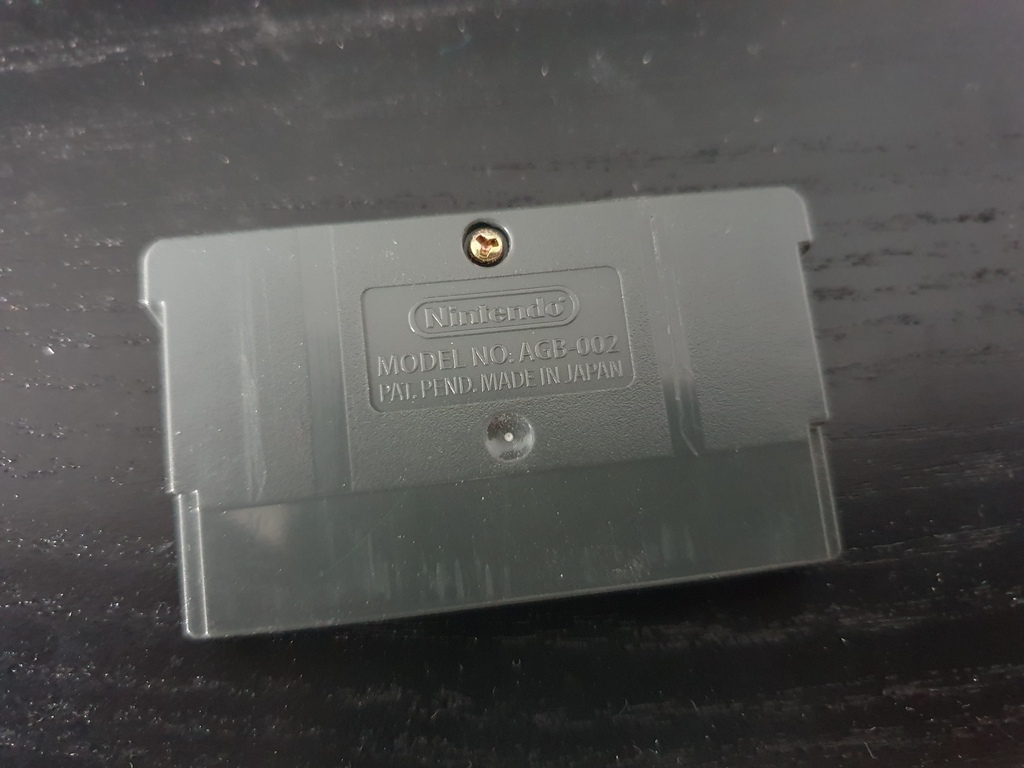 Nintendo
MODEL NO: AGB-002
PAT. PEND. MADE IN JAPAN